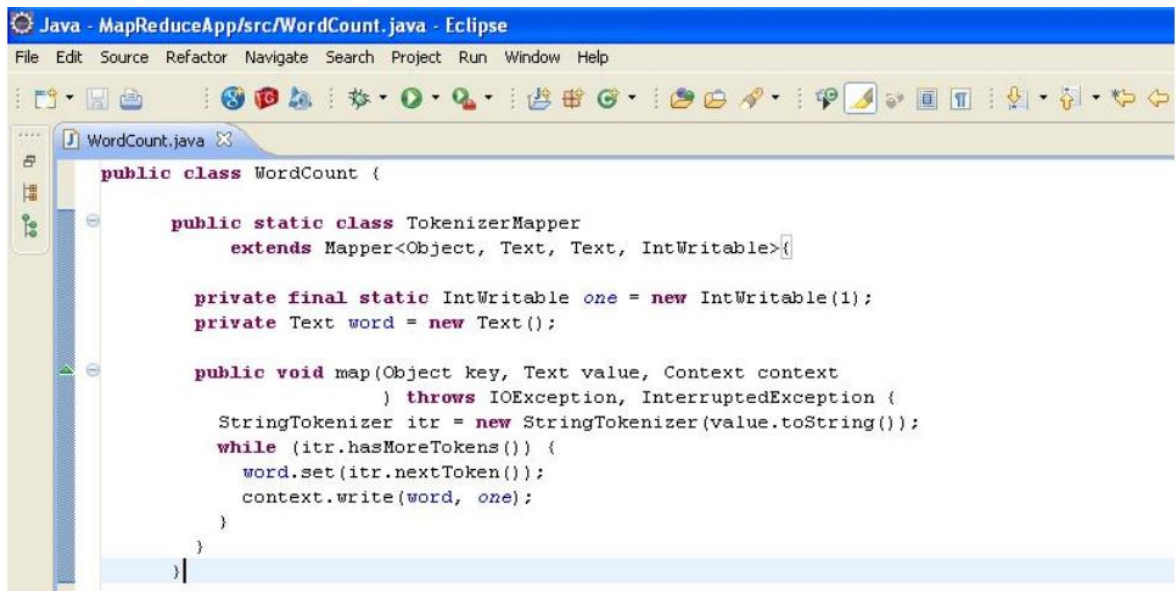 Java - MapReduceApp/src/WordCount.java - Eclipse
File Edit Source Refactor Navigate Search Project Run Window Help
WordCount.java
public class WordCount {
public static class TokenizerMapper
extends Mapper<Object, Text, Text, IntWritable>{
private final static IntWritable one = new IntWritable(1);
private Text word = new Text();
public void map(Object key, Text value, Context context
) throws IOException, InterruptedException {
StringTokenizer itr = new StringTokenizer(value.toString());
while (itr.hasMoreTokens()) {
word.set(itr.nextToken());
context.write(word, one);
}
}
}